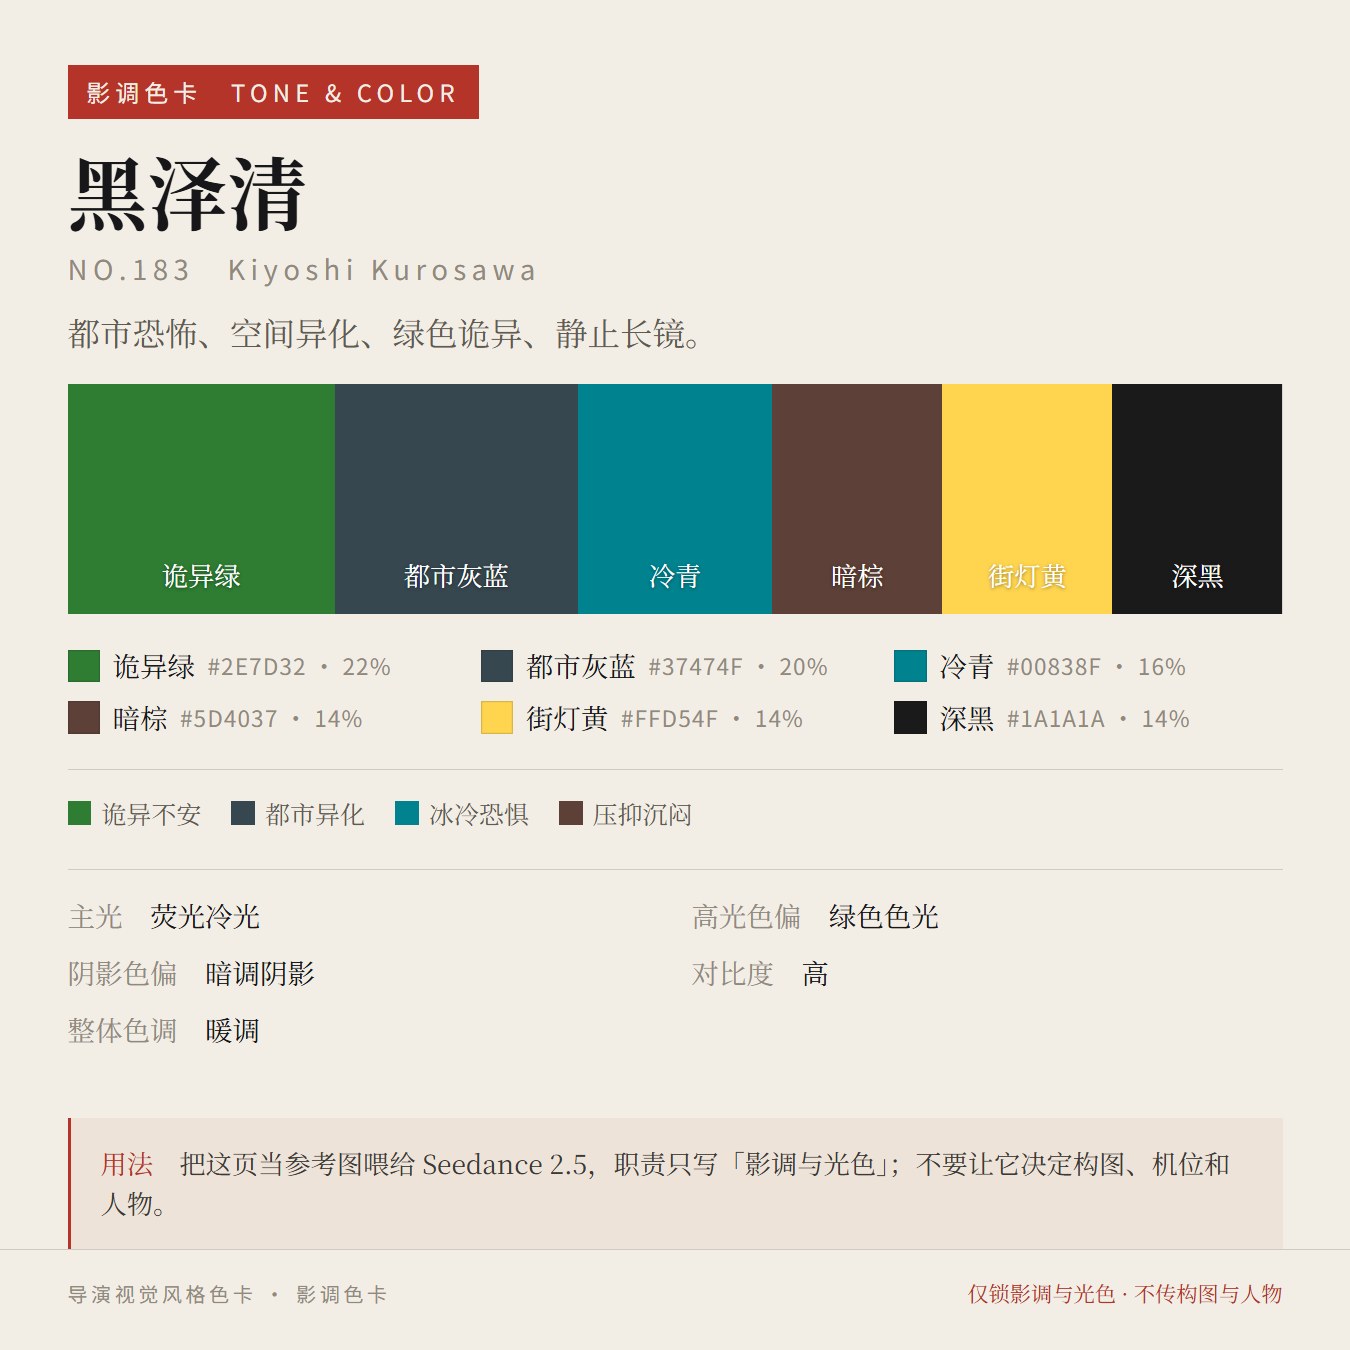 影调色卡 TONE & COLOR
黑泽清
NO.183 Kiyoshi Kurosawa
都市恐怖、空间异化、绿色诡异、静止长镜。
诡异绿 都市灰蓝 冷青 暗棕 街灯黄 深黑
诡异绿 #2E7D32 · 22% 都市灰蓝 #37474F · 20% 冷青 #00838F · 16%
暗棕 #5D4037 · 14% 街灯黄 #FFD54F · 14% 深黑 #1A1A1A · 14%
诡异不安 都市异化 冰冷恐惧 压抑沉闷
主光 荧光冷光 高光色偏 绿色色光
阴影色偏 暗调阴影 对比度 高
整体色调 暖调
用法 把这页当参考图喂给 Seedance 2.5，职责只写「影调与光色」；不要让它决定构图、机位和
人物。
导演视觉风格色卡 · 影调色卡 仅锁影调与光色 · 不传构图与人物